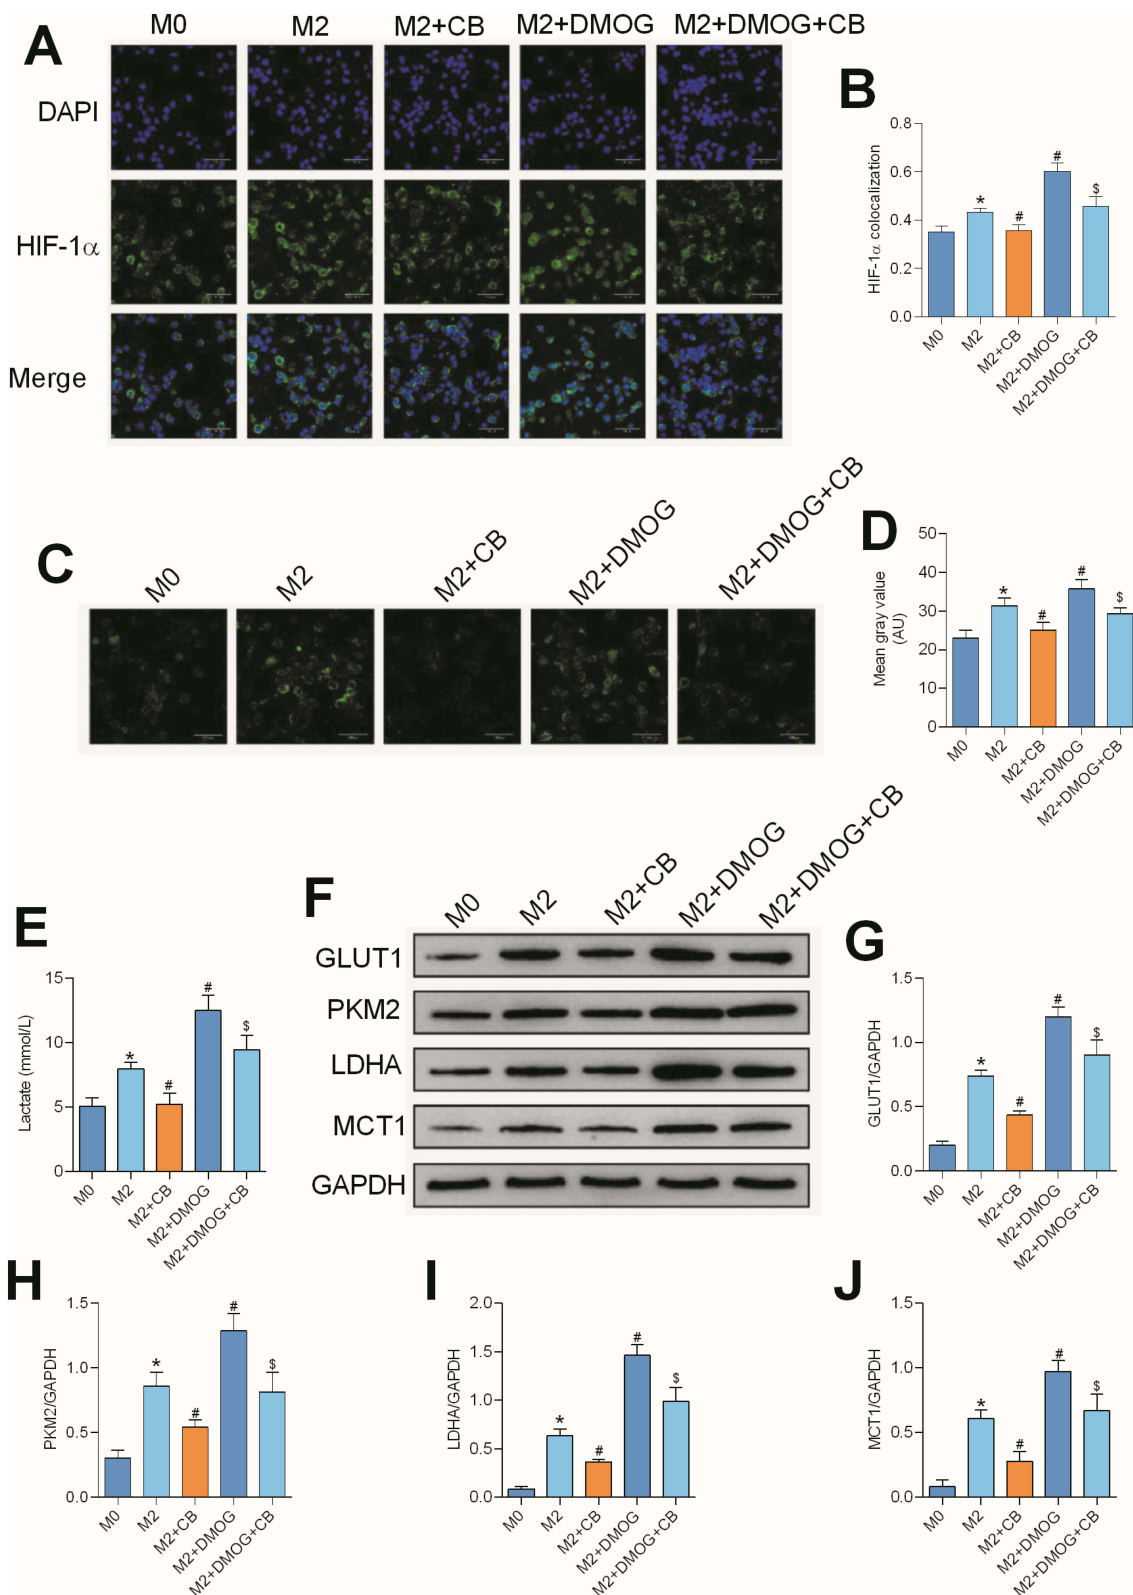 A
M0 M2 M2+CB M2+DMOG M2+DMOG+CB
DAPI
HIF-1α
Merge
B
HIF-1α colocalization
0.8
0.6
0.4
0.2
0.0
* # # $
M0 M2 M2+CB M2+DMOG M2+DMOG+CB
C
M0 M2 M2+CB M2+DMOG M2+DMOG+CB
D
Mean gray value
(AU)
50
40
30
20
10
0
* # # $
M0 M2 M2+CB M2+DMOG M2+DMOG+CB
E
Lactate (mmol/L)
15
10
5
0
* # # $
M0 M2 M2+CB M2+DMOG M2+DMOG+CB
F
M0 M2 M2+CB M2+DMOG M2+DMOG+CB
GLUT1
PKM2
LDHA
MCT1
GAPDH
G
GLUT1/GAPDH
1.5
1.0
0.5
0.0
* # # $
M0 M2 M2+CB M2+DMOG M2+DMOG+CB
H
PKM2/GAPDH
1.5
1.0
0.5
0.0
* # # $
M0 M2 M2+CB M2+DMOG M2+DMOG+CB
I
LDHA/GAPDH
2.0
1.5
1.0
0.5
0.0
* # # $
M0 M2 M2+CB M2+DMOG M2+DMOG+CB
J
MCT1/GAPDH
1.5
1.0
0.5
0.0
* # # $
M0 M2 M2+CB M2+DMOG M2+DMOG+CB